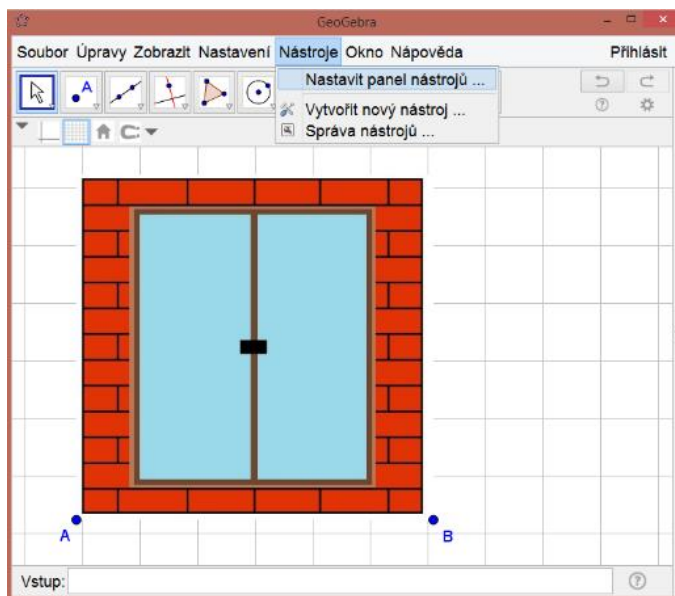 GeoGebra
Soubor Úpravy Zobrazit Nastavení Nástroje Okno Nápověda Přihlásit
A
Nastavit panel nástrojů ...
Vytvořit nový nástroj ...
Správa nástrojů ...
A
B
Vstup: